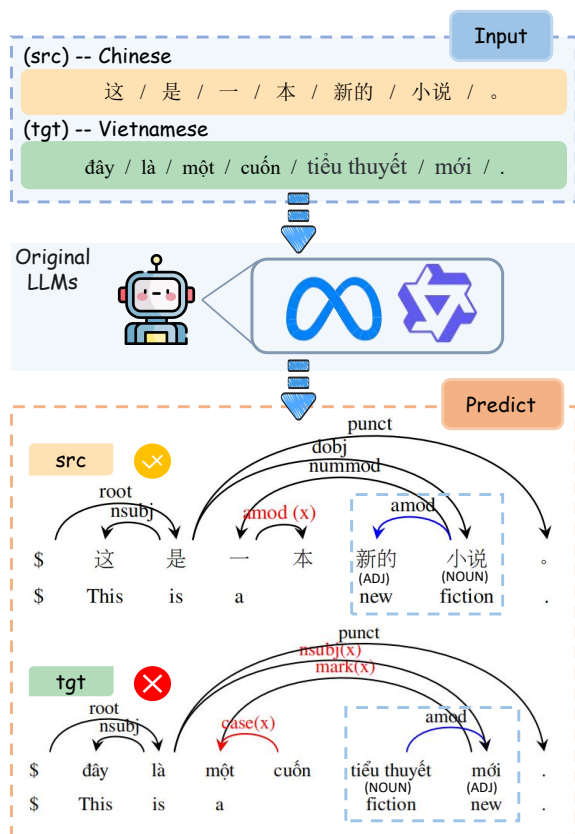 Input
(src) -- Chinese
这 / 是 / 一 / 本 / 新的 / 小说 / 。
(tgt) -- Vietnamese
đây / là / một / cuốn / tiểu thuyết / mới / .
Original
LLMs
Predict
src
punct
dobj
nummod
root
nsubj
amod (x)
amod
$ 这 是 一 本 新的 小说 。
(ADJ) (NOUN)
$ This is a new fiction .
tgt
punct
nsubj(x)
mark(x)
root
nsubj
case(x)
amod
$ đây là một cuốn tiểu thuyết mới .
(NOUN) (ADJ)
$ This is a fiction new .